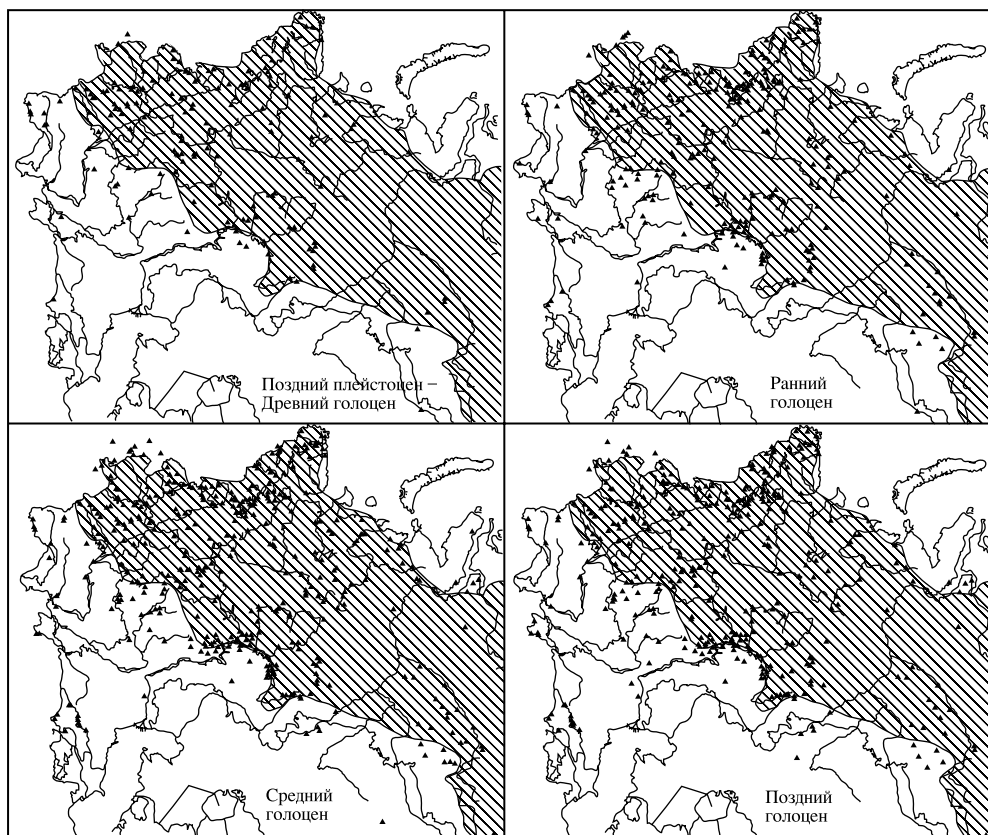 Поздний плейстоцен –
Древний голоцен
Ранний
голоцен
Средний
голоцен
Поздний
голоцен